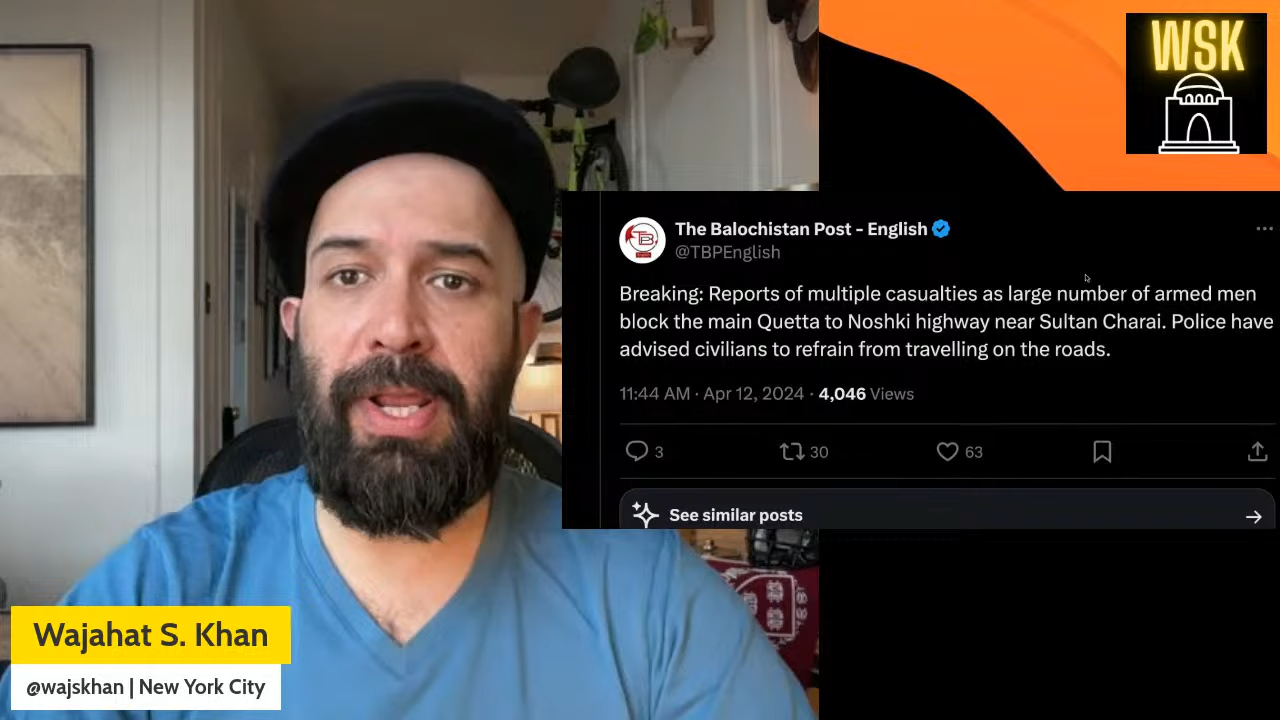 WSK
The Balochistan Post - English
@TBPEnglish
Breaking: Reports of multiple casualties as large number of armed men
block the main Quetta to Noshki highway near Sultan Charai. Police have
advised civilians to refrain from travelling on the roads.
11:44 AM · Apr 12, 2024 · 4,046 Views
3 30 63
See similar posts
Wajahat S. Khan
@wajskhan | New York City